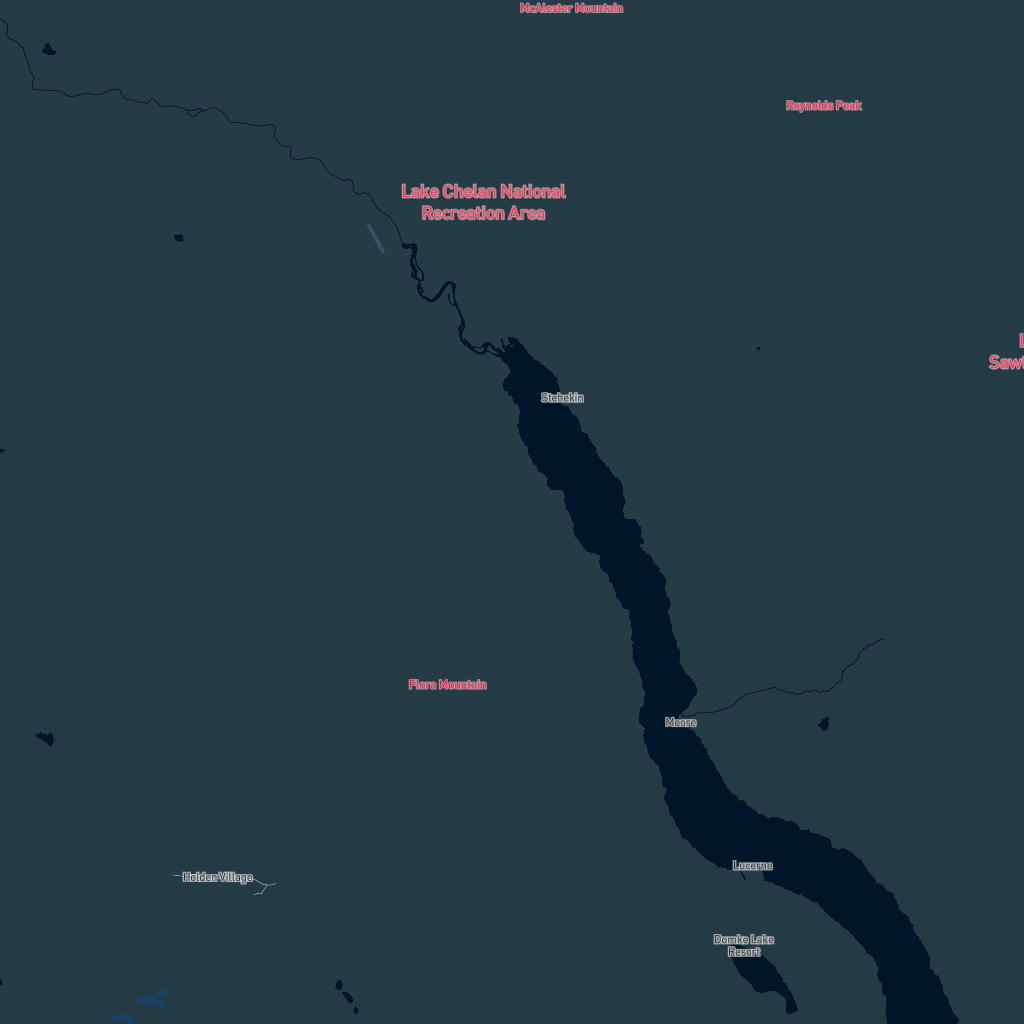 McAlester Mountain
Reynolds Peak
Lake Chelan National
Recreation Area
Stehekin
Flora Mountain
Moore
Lucerne
Holden Village
Domke Lake
Resort